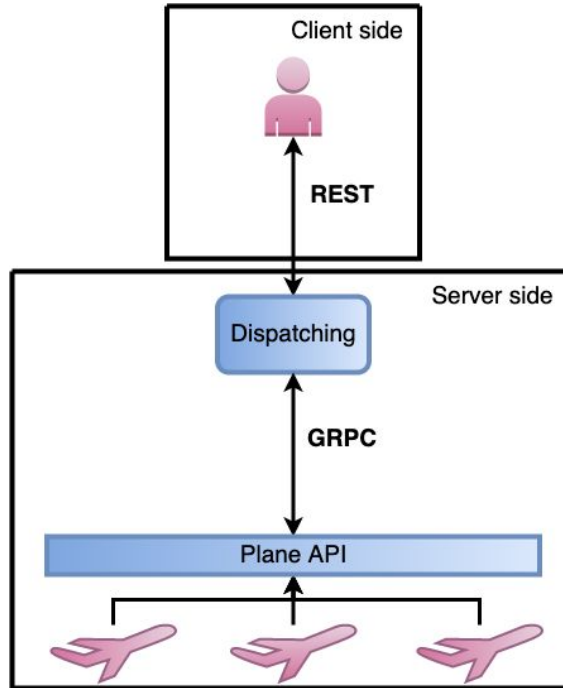 Client side
REST
Server side
Dispatching
GRPC
Plane API